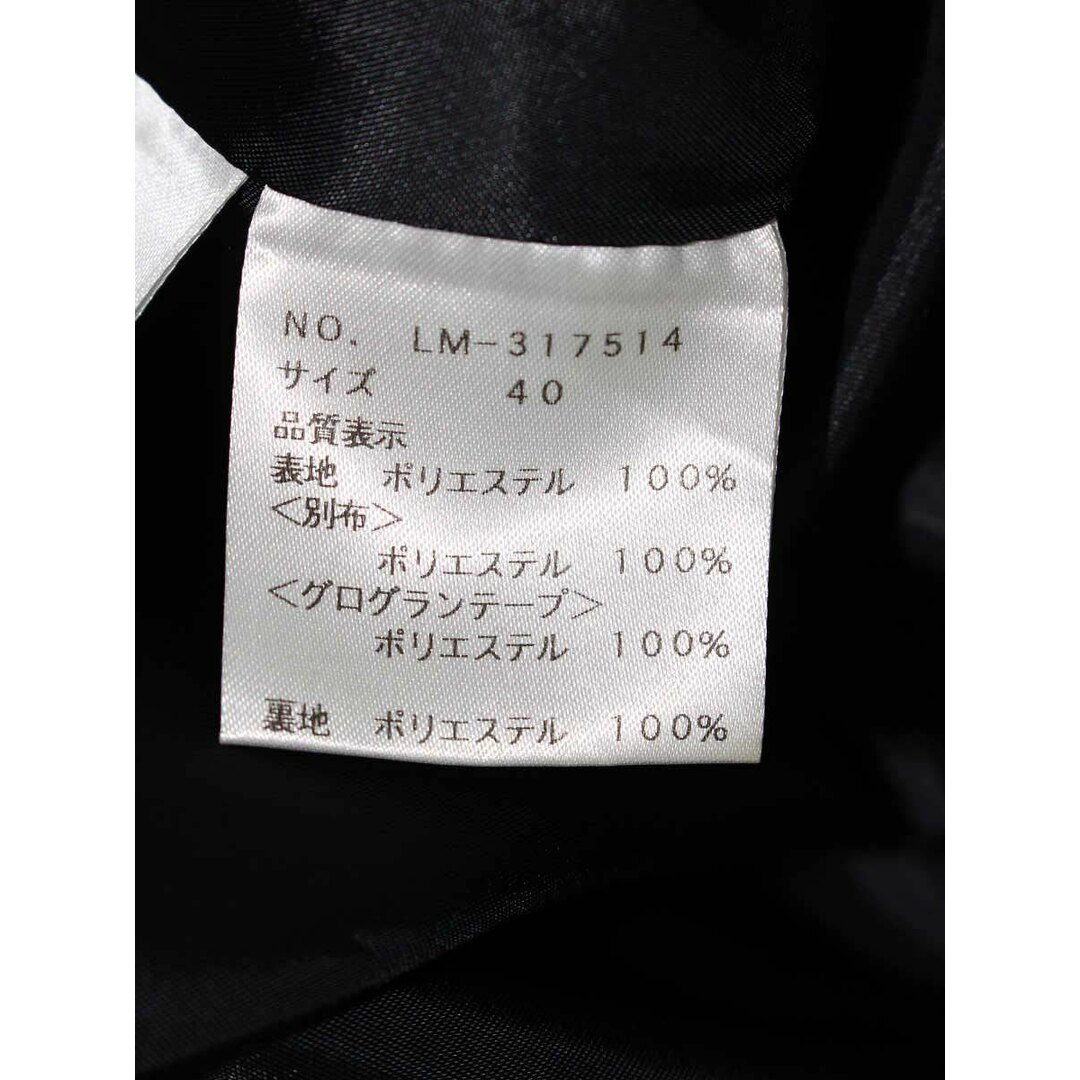 NO. LM-317514
サイズ 40
品質表示
表地 ポリエステル 100%
<別布>
ポリエステル 100%
<グログランテープ>
ポリエステル 100%
裏地 ポリエステル 100%